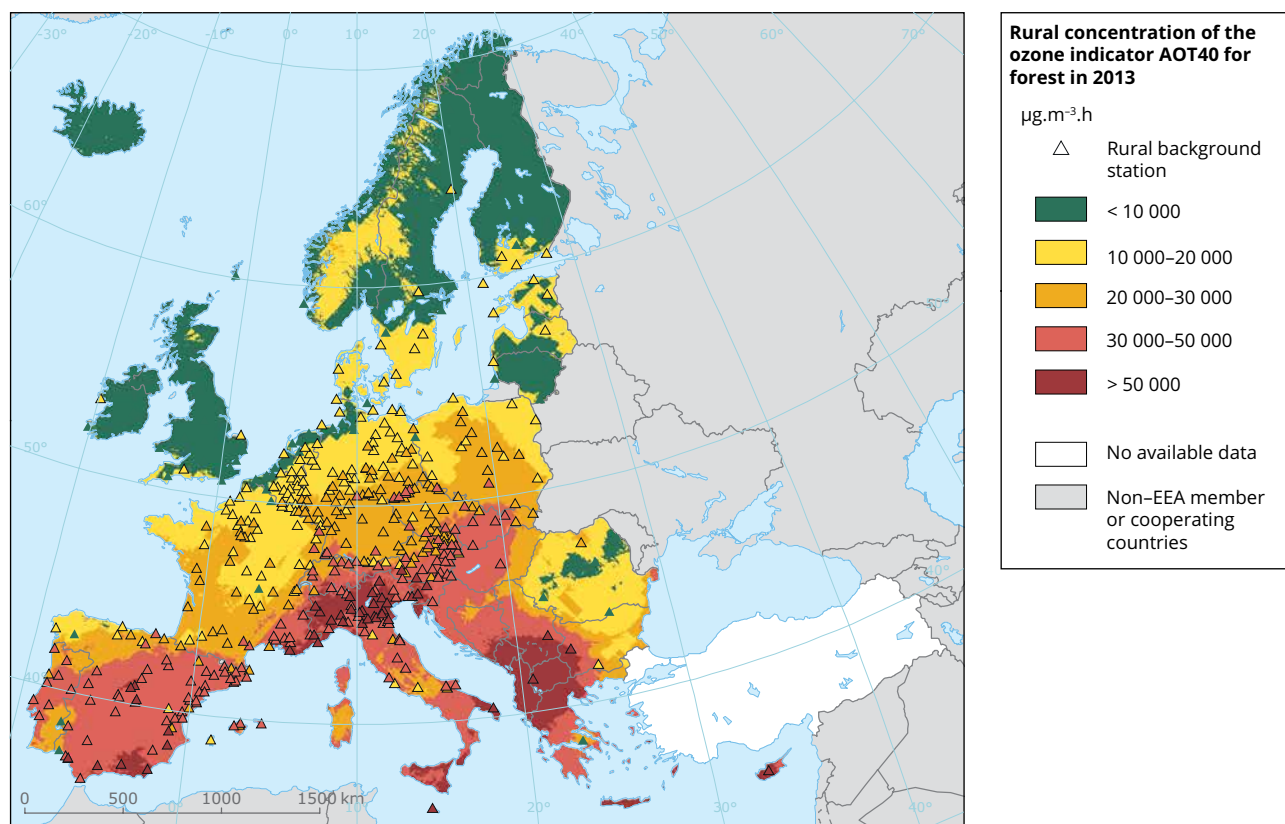 -30°
-20°
-10°
0°
10°
20°
30°
40°
50°
60°
70°
60°
50°
40°
50°
40°
0
500
1000
1500 km
0°
10°
20°
30°
40°
Rural concentration of the
ozone indicator AOT40 for
forest in 2013
µg.m⁻³.h
Rural background
station
< 10 000
10 000–20 000
20 000–30 000
30 000–50 000
> 50 000
No available data
Non–EEA member
or cooperating
countries